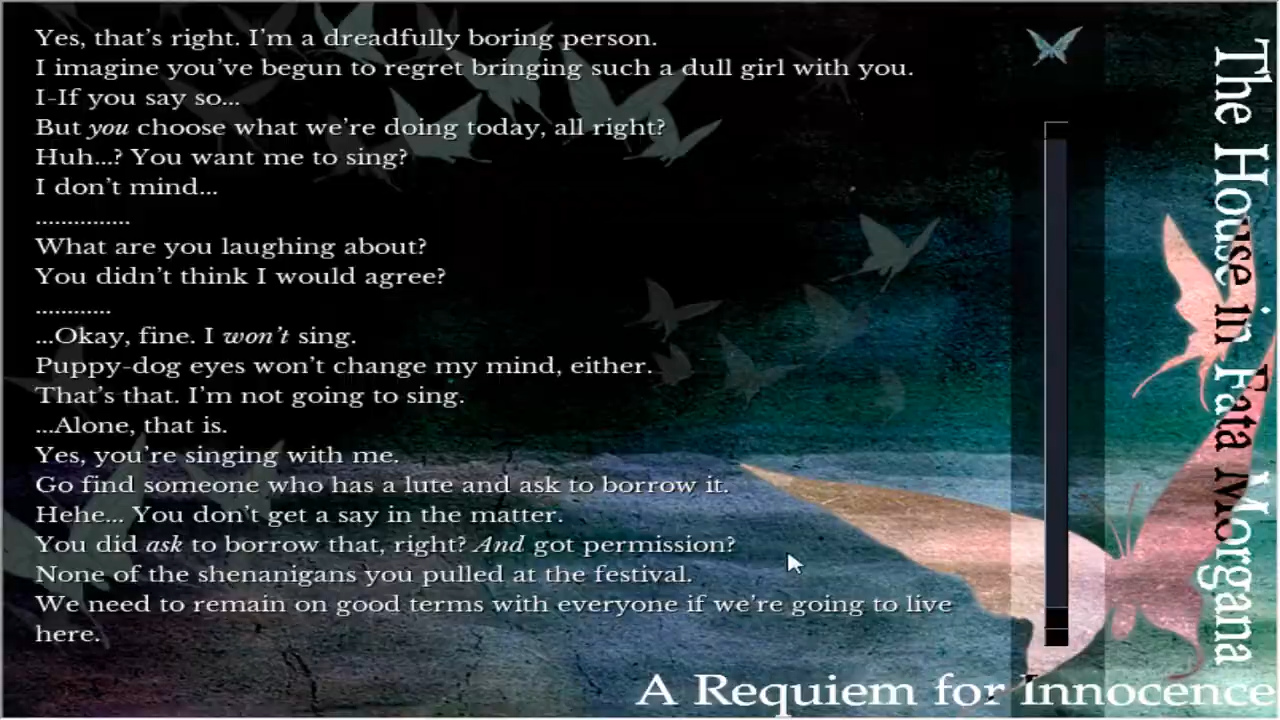 Yes, that's right. I'm a dreadfully boring person.
I imagine you've begun to regret bringing such a dull girl with you.
I-If you say so...
But you choose what we're doing today, all right?
Huh...? You want me to sing?
I don't mind...
...............
What are you laughing about?
You didn't think I would agree?
............
...Okay, fine. I won't sing.
Puppy-dog eyes won't change my mind, either.
That's that. I'm not going to sing.
...Alone, that is.
Yes, you're singing with me.
Go find someone who has a lute and ask to borrow it.
Hehe... You don't get a say in the matter.
You did ask to borrow that, right? And got permission?
None of the shenanigans you pulled at the festival.
We need to remain on good terms with everyone if we're going to live
here.
The House in Fata Morgana
A Requiem for Innocence